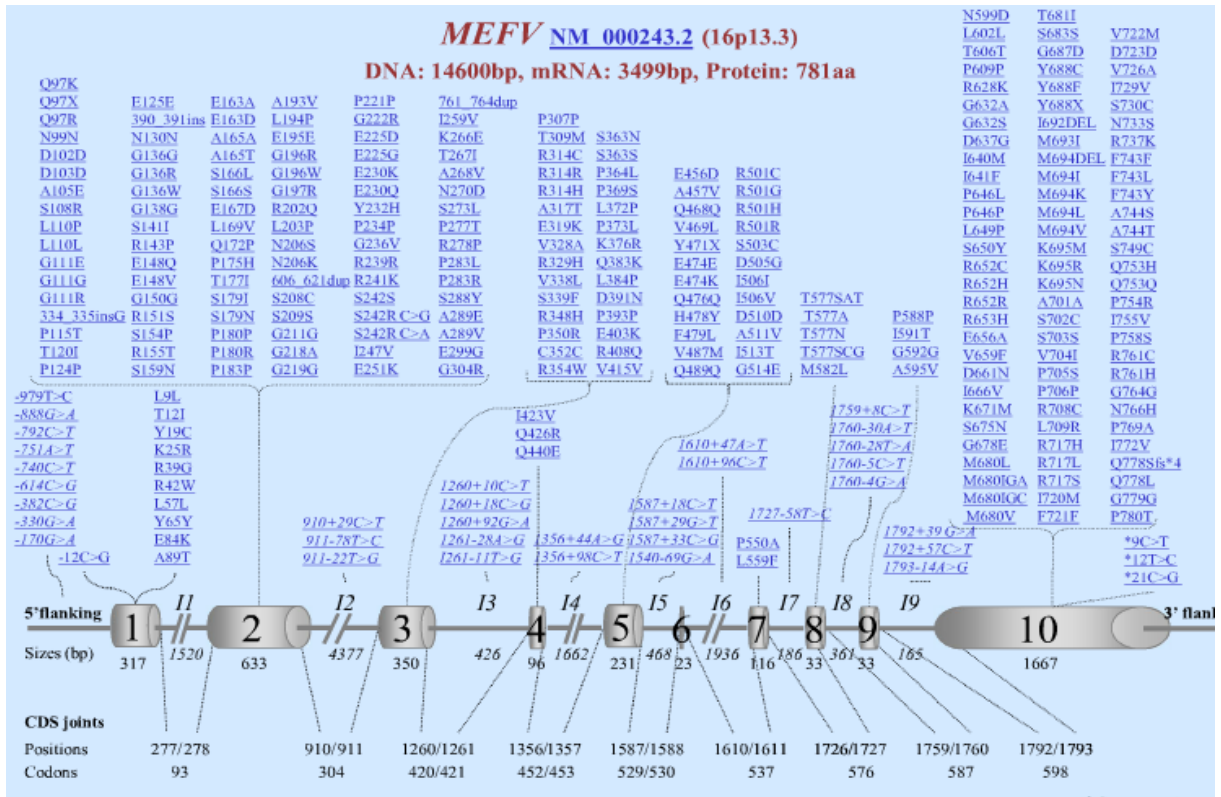 MEFV NM_000243.2 (16p13.3)
DNA: 14600bp, mRNA: 3499bp, Protein: 781aa
Q97K
Q97X
Q97R
N99N
D102D
D103D
A105E
S108R
L110P
L110L
G111E
G111G
G111R
334_335insG
P115T
T120I
P124P
E125E
390_391ins
N130N
G136G
G136R
G136W
G138G
S141I
R143P
E148Q
E148V
G150G
R151S
S154P
R155T
S159N
E163A
E163D
A165A
A165T
S166L
S166S
E167D
L169V
Q172P
P175H
T177I
S179I
S179N
P180P
P180R
P183P
A193V
L194P
E195E
G196R
G196W
G197R
R202Q
L203P
N206S
N206K
606_621dup
S208C
S209S
G211G
G218A
G219G
P221P
G222R
E225D
E225G
E230K
E230Q
Y232H
P234P
G236V
R239R
R241K
S242S
S242R C>G
S242R C>A
I247V
E251K
761_764dup
I259V
K266E
T267I
A268V
N270D
S273L
P277T
R278P
P283L
P283R
S288Y
A289E
A289V
E299G
G304R
P307P
T309M
R314C
R314R
R314H
A317T
E319K
V328A
R329H
V338L
S339F
R348H
P350R
C352C
R354W
S363N
S363S
P364L
P369S
L372P
P373L
K376R
Q383K
L384P
D391N
P393P
E403K
R408Q
V415V
E456D
A457V
Q468Q
V469L
Y471X
E474E
E474K
Q476Q
H478Y
F479L
V487M
Q489Q
R501C
R501G
R501H
R501R
S503C
D505G
I506I
I506V
D510D
A511V
I513T
G514E
T577SAT
T577A
T577N
T577SCG
M582L
P588P
I591T
G592G
A595V
N599D
L602L
T606T
P609P
R628K
G632A
G632S
D637G
I640M
I641F
P646L
P646P
L649P
S650Y
R652C
R652H
R652R
R653H
E656A
V659F
D661N
I666V
K671M
S675N
G678E
M680L
M680IGA
M680IGC
M680V
T681I
S683S
G687D
Y688C
Y688F
Y688X
I692DEL
M693I
M694DEL
M694I
M694K
M694L
M694V
K695M
K695R
K695N
A701A
S702C
S703S
V704I
P705S
P706P
R708C
L709R
R717H
R717L
R717S
I720M
F721F
V722M
D723D
V726A
I729V
S730C
N733S
R737K
F743F
F743L
F743Y
A744S
A744T
S749C
Q753H
Q753Q
P754R
I755V
P758S
R761C
R761H
G764G
N766H
P769A
I772V
Q778Sfs*4
Q778L
G779G
P780T
-979T>C
-888G>A
-792C>T
-751A>T
-740C>T
-614C>G
-382C>G
-330G>A
-170G>A
-12C>G
L9L
T12I
Y19C
K25R
R39G
R42W
L57L
Y65Y
E84K
A89T
910+29C>T
911-78T>C
911-22T>G
1260+10C>T
1260+18C>G
1260+92G>A
1261-28A>G
1261-11T>G
I423V
Q426R
Q440E
1356+44A>G
1356+98C>T
1587+18C>T
1587+29G>T
1587+33C>G
1540-69G>A
1610+47A>T
1610+96C>T
1727-58T>C
P550A
L559F
1759+8C>T
1760-30A>T
1760-28T>A
1760-5C>T
1760-4G>A
1792+39 G>A
1792+57C>T
1793-14A>G
*9C>T
*12T>C
*21C>G
5'flanking 1 I1 2 I2 3 I3 4 I4 5 I5 6 I6 7 I7 8 I8 9 I9 10 3' flank
Sizes (bp) 317 1520 633 4377 350 426 96 1662 231 468 23 1936 116 186 33 361 33 165 1667
CDS joints
Positions 277/278 910/911 1260/1261 1356/1357 1587/1588 1610/1611 1726/1727 1759/1760 1792/1793
Codons 93 304 420/421 452/453 529/530 537 576 587 598